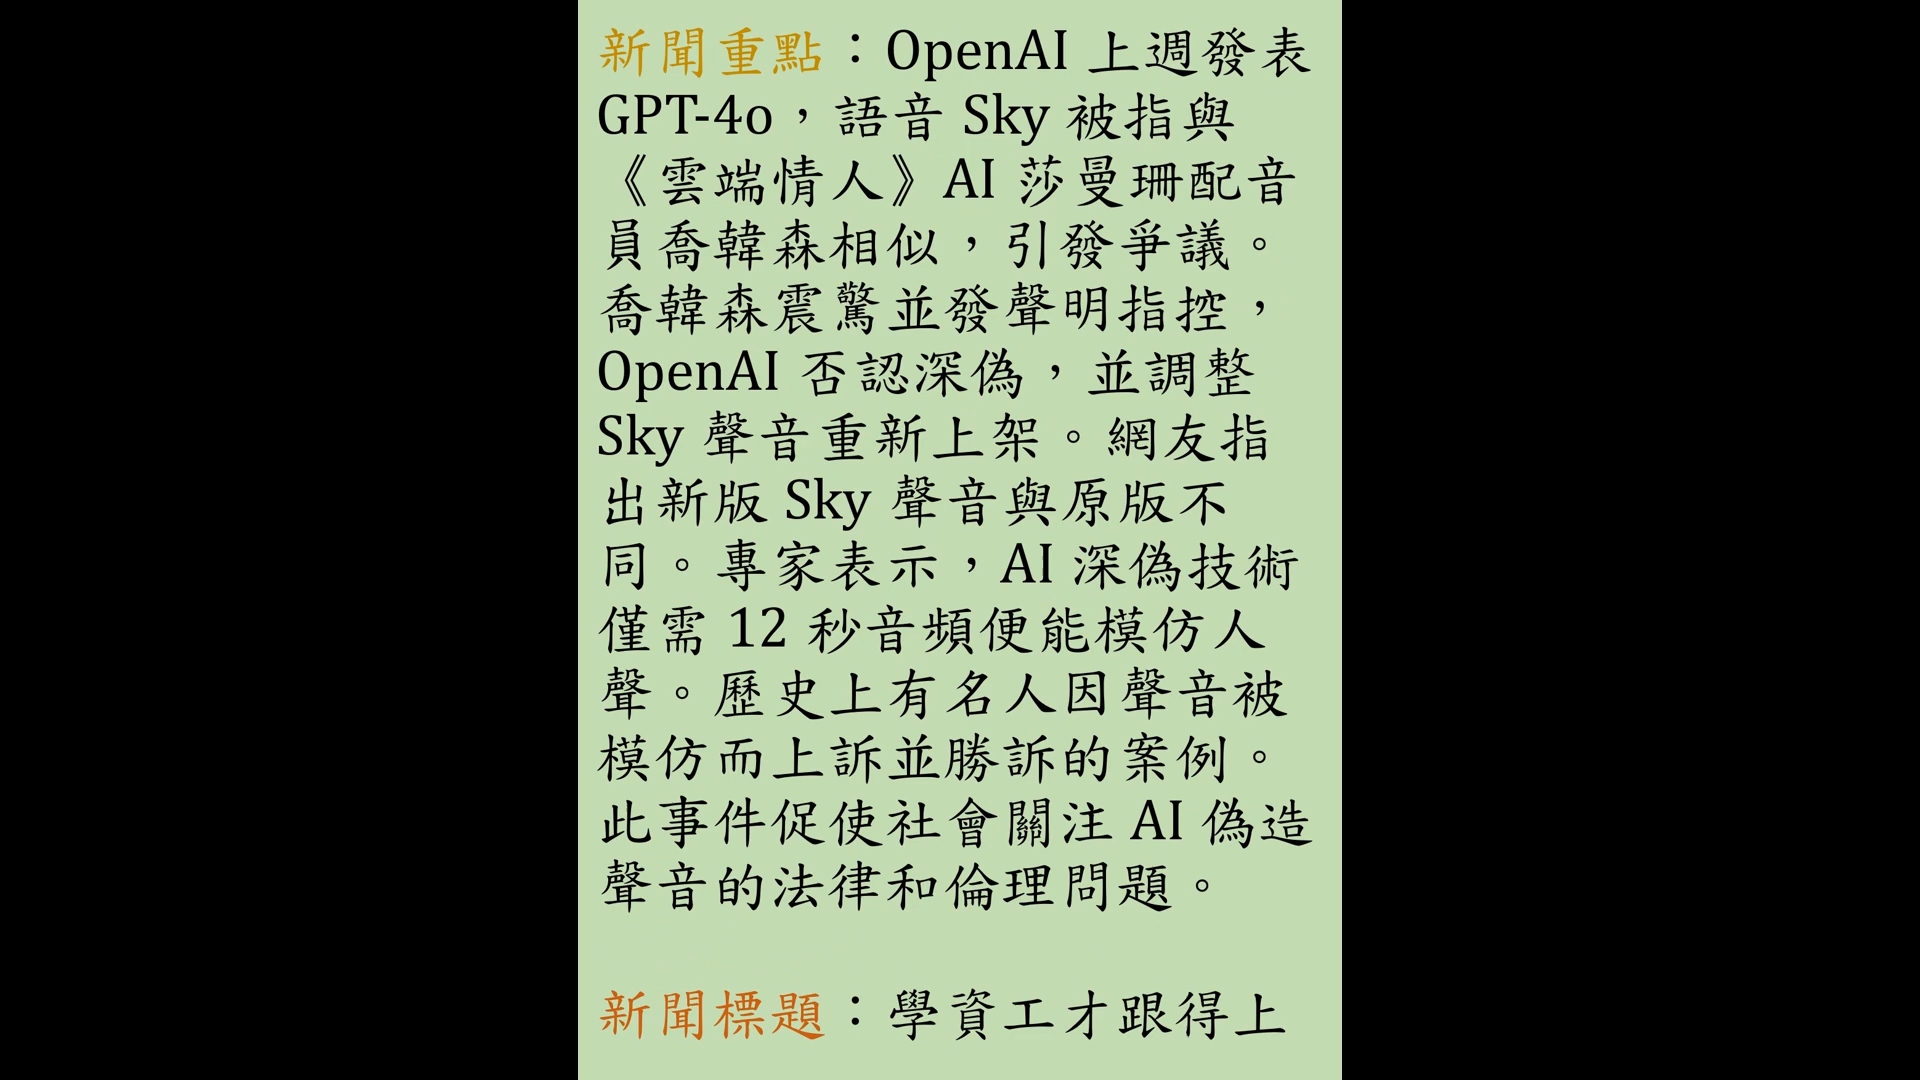 新聞重點：OpenAI 上週發表
GPT-4o，語音 Sky 被指與
《雲端情人》AI 莎曼珊配音
員喬韓森相似，引發爭議。
喬韓森震驚並發聲明指控，
OpenAI 否認深偽，並調整
Sky 聲音重新上架。網友指
出新版 Sky 聲音與原版不
同。專家表示，AI 深偽技術
僅需 12 秒音頻便能模仿人
聲。歷史上有名人因聲音被
模仿而上訴並勝訴的案例。
此事件促使社會關注 AI 偽造
聲音的法律和倫理問題。
新聞標題：學資工才跟得上